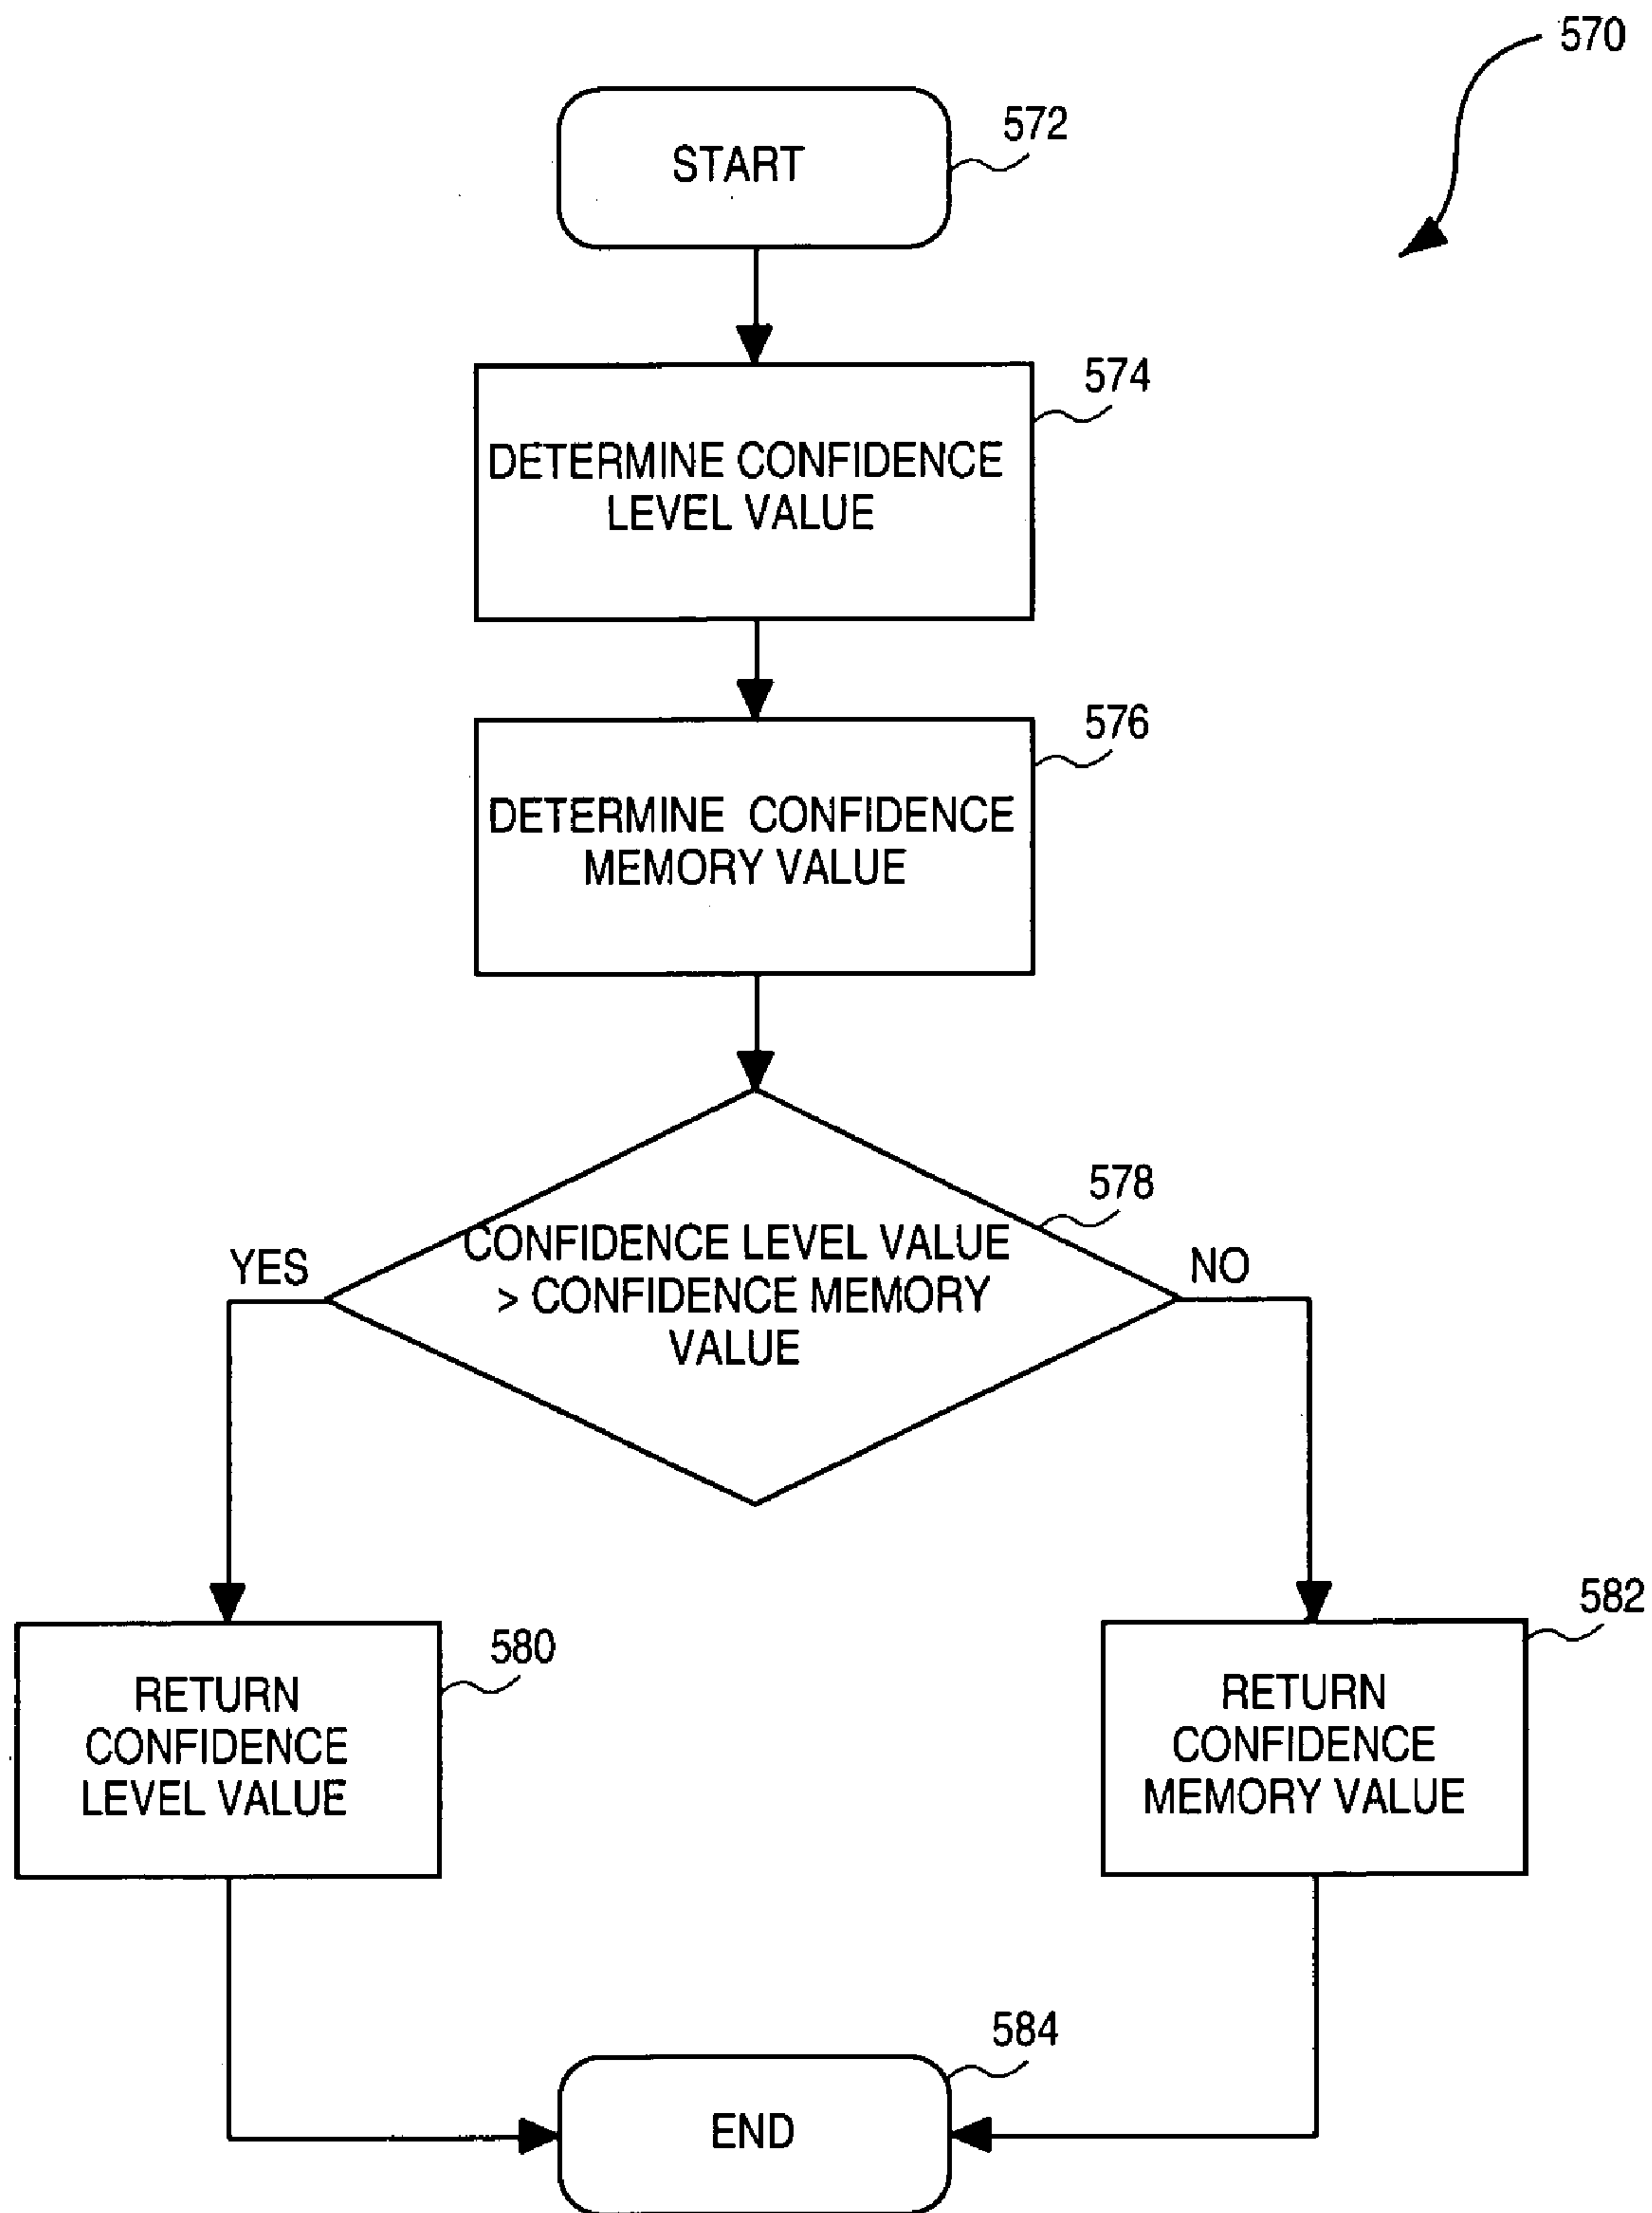 570
572
START
574
DETERMINE CONFIDENCE
LEVEL VALUE
576
DETERMINE CONFIDENCE
MEMORY VALUE
578
CONFIDENCE LEVEL VALUE
> CONFIDENCE MEMORY
VALUE
YES
NO
580
RETURN
CONFIDENCE
LEVEL VALUE
582
RETURN
CONFIDENCE
MEMORY VALUE
584
END